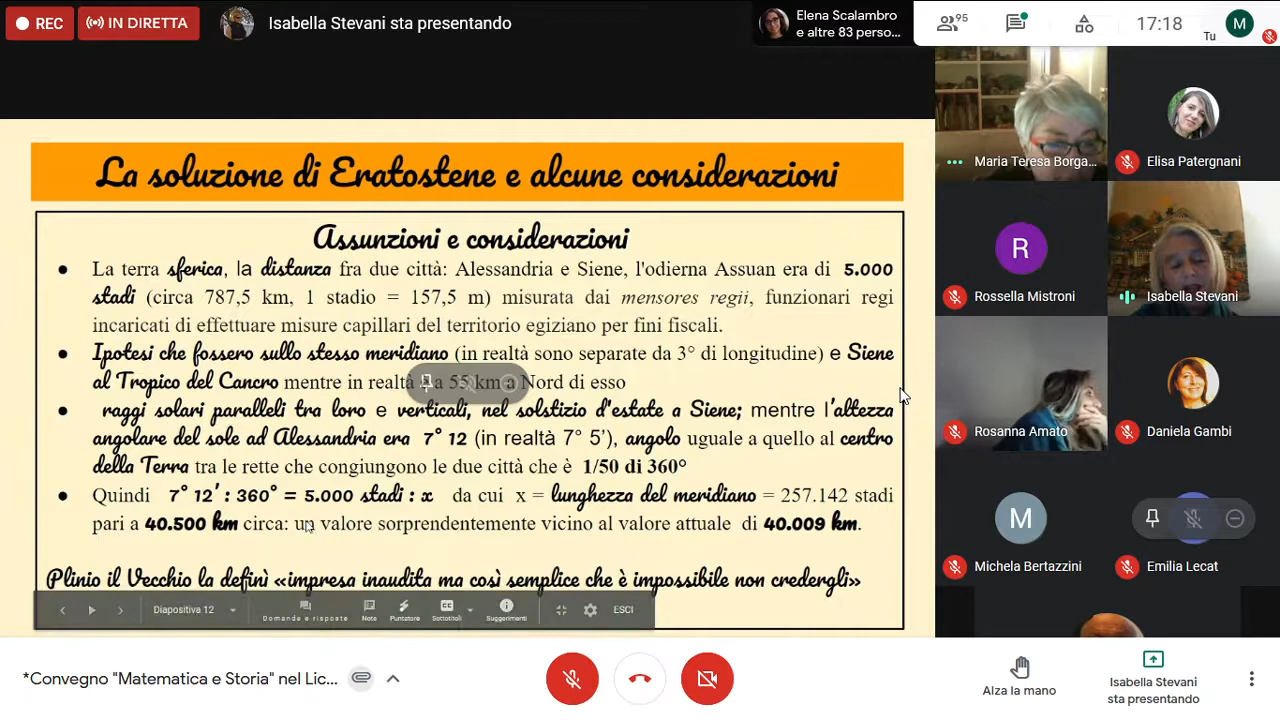 REC
IN DIRETTA
Isabella Stevani sta presentando
Elena Scalambro
e altre 83 perso...
95
17:18
Tu
M
La soluzione di Eratostene e alcune considerazioni
Assunzioni e considerazioni
● La terra sferica, la distanza fra due città: Alessandria e Siene, l'odierna Assuan era di 5.000
stadi (circa 787,5 km, 1 stadio = 157,5 m) misurata dai mensores regii, funzionari regi
incaricati di effettuare misure capillari del territorio egiziano per fini fiscali.
● Ipotesi che fossero sullo stesso meridiano (in realtà sono separate da 3° di longitudine) e Siene
al Tropico del Cancro mentre in realtà a 55 km a Nord di esso
● raggi solari paralleli tra loro e verticali, nel solstizio d'estate a Siene; mentre l'altezza
angolare del sole ad Alessandria era 7° 12 (in realtà 7° 5'), angolo uguale a quello al centro
della Terra tra le rette che congiungono le due città che è 1/50 di 360°
● Quindi 7° 12' : 360° = 5.000 stadi : x da cui x = lunghezza del meridiano = 257.142 stadi
pari a 40.500 km circa: un valore sorprendentemente vicino al valore attuale di 40.009 km.
Plinio il Vecchio la definì «impresa inaudita ma così semplice che è impossibile non credergli»
Diapositiva 12
Domande e risposte
Note
Puntatore
Sottotitoli
Suggerimenti
ESCI
Maria Teresa Borga...
Elisa Patergnani
R
Rossella Mistroni
Isabella Stevani
Rosanna Amato
Daniela Gambi
M
Michela Bertazzini
Emilia Lecat
*Convegno "Matematica e Storia" nel Lic...
Alza la mano
Isabella Stevani
sta presentando